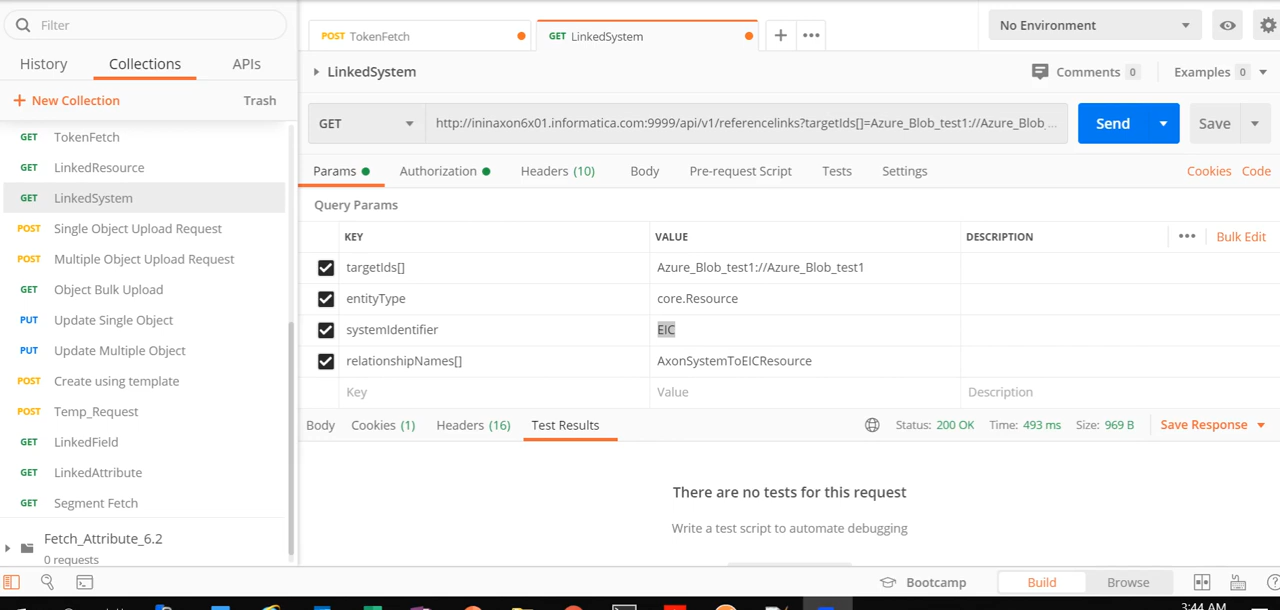 Filter
History Collections APIs
+ New Collection Trash
GET TokenFetch
GET LinkedResource
GET LinkedSystem
POST Single Object Upload Request
POST Multiple Object Upload Request
GET Object Bulk Upload
PUT Update Single Object
PUT Update Multiple Object
POST Create using template
POST Temp_Request
GET LinkedField
GET LinkedAttribute
GET Segment Fetch
Fetch_Attribute_6.2
0 requests
POST TokenFetch GET LinkedSystem + ••• No Environment
LinkedSystem Comments 0 Examples 0
GET http://ininaxon6x01.informatica.com:9999/api/v1/referencelinks?targetIds[]=Azure_Blob_test1://Azure_Blob_... Send Save
Params Authorization Headers (10) Body Pre-request Script Tests Settings Cookies Code
Query Params
KEY VALUE DESCRIPTION ••• Bulk Edit
targetIds[] Azure_Blob_test1://Azure_Blob_test1
entityType core.Resource
systemIdentifier EIC
relationshipNames[] AxonSystemToEICResource
Key Value Description
Body Cookies (1) Headers (16) Test Results Status: 200 OK Time: 493 ms Size: 969 B Save Response
There are no tests for this request
Write a test script to automate debugging
Bootcamp Build Browse
3:44 AM